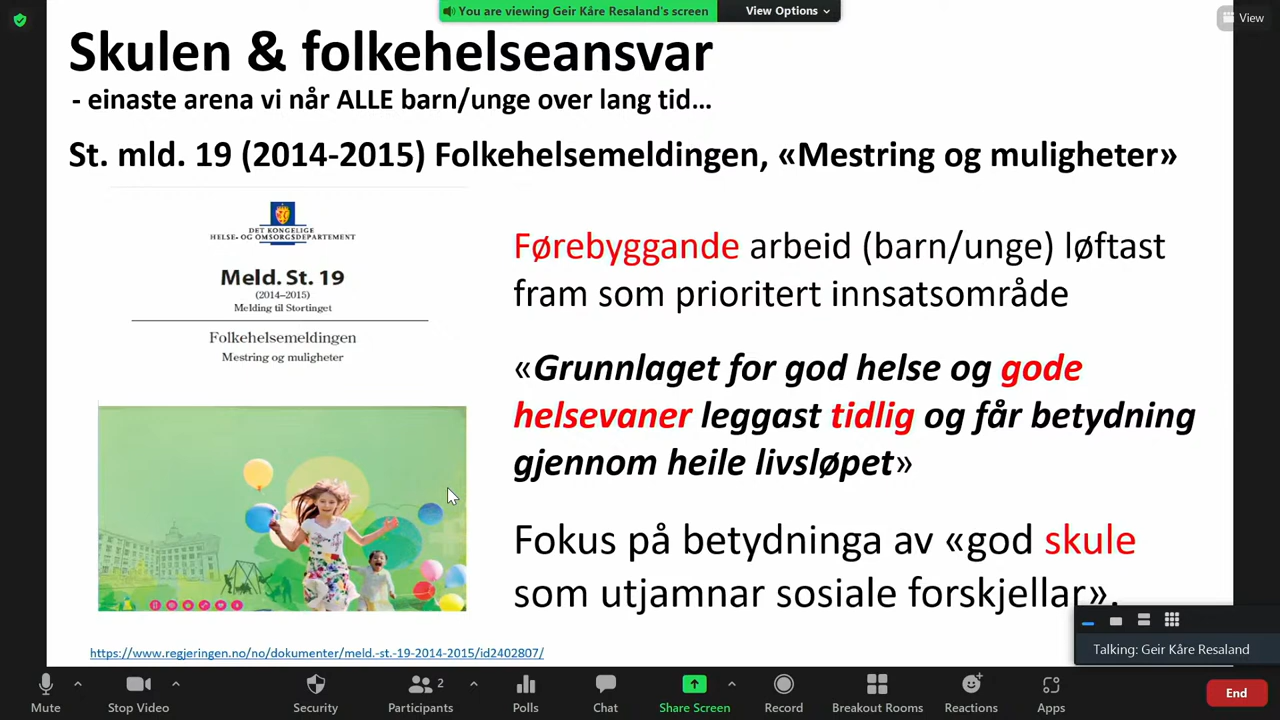 You are viewing Geir Kåre Resaland's screen
View Options
View
Skulen & folkehelseansvar
- einaste arena vi når ALLE barn/unge over lang tid…
St. mld. 19 (2014-2015) Folkehelsemeldingen, «Mestring og muligheter»
DET KONGELIGE
HELSE- OG OMSORGSDEPARTEMENT
Meld. St. 19
(2014–2015)
Melding til Stortinget
Folkehelsemeldingen
Mestring og muligheter
Førebyggande arbeid (barn/unge) løftast
fram som prioritert innsatsområde
«Grunnlaget for god helse og gode
helsevaner leggast tidlig og får betydning
gjennom heile livsløpet»
Fokus på betydninga av «god skule
som utjamnar sosiale forskjellar».
https://www.regjeringen.no/no/dokumenter/meld.-st.-19-2014-2015/id2402807/
Talking: Geir Kåre Resaland
Mute
Stop Video
Security
2
Participants
Polls
Chat
Share Screen
Record
Breakout Rooms
Reactions
Apps
End